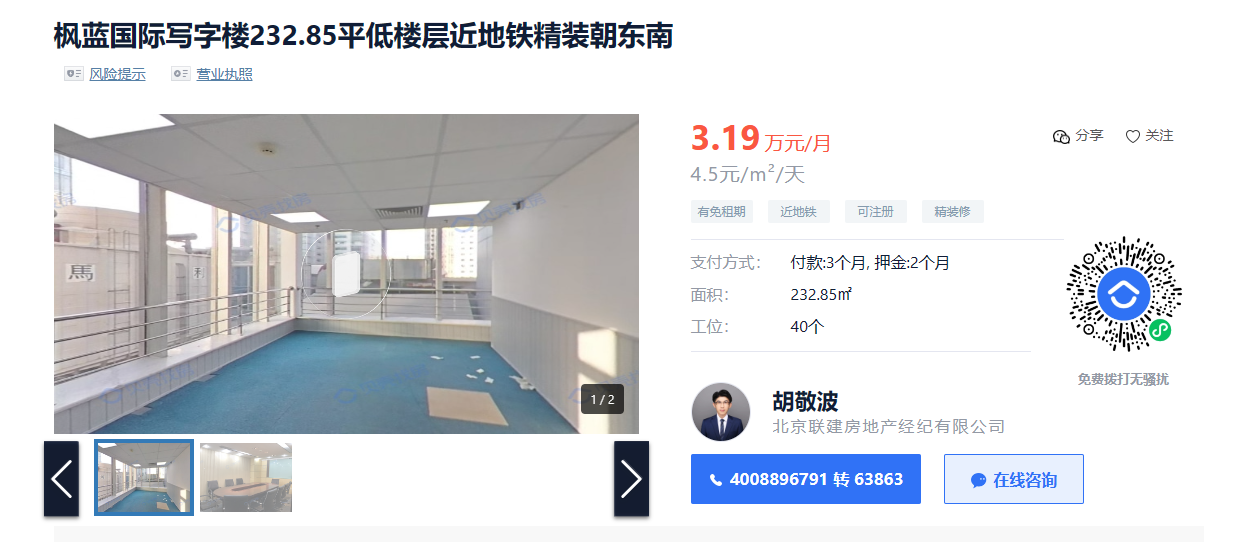 枫蓝国际写字楼232.85平低楼层近地铁精装朝东南
风险提示 营业执照
3.19 万元/月
分享 关注
4.5元/m²/天
有免租期 近地铁 可注册 精装修
支付方式： 付款:3个月, 押金:2个月
面积： 232.85㎡
工位： 40个
馬 利
1 / 2
免费拨打无骚扰
胡敬波
北京联建房地产经纪有限公司
4008896791 转 63863
在线咨询